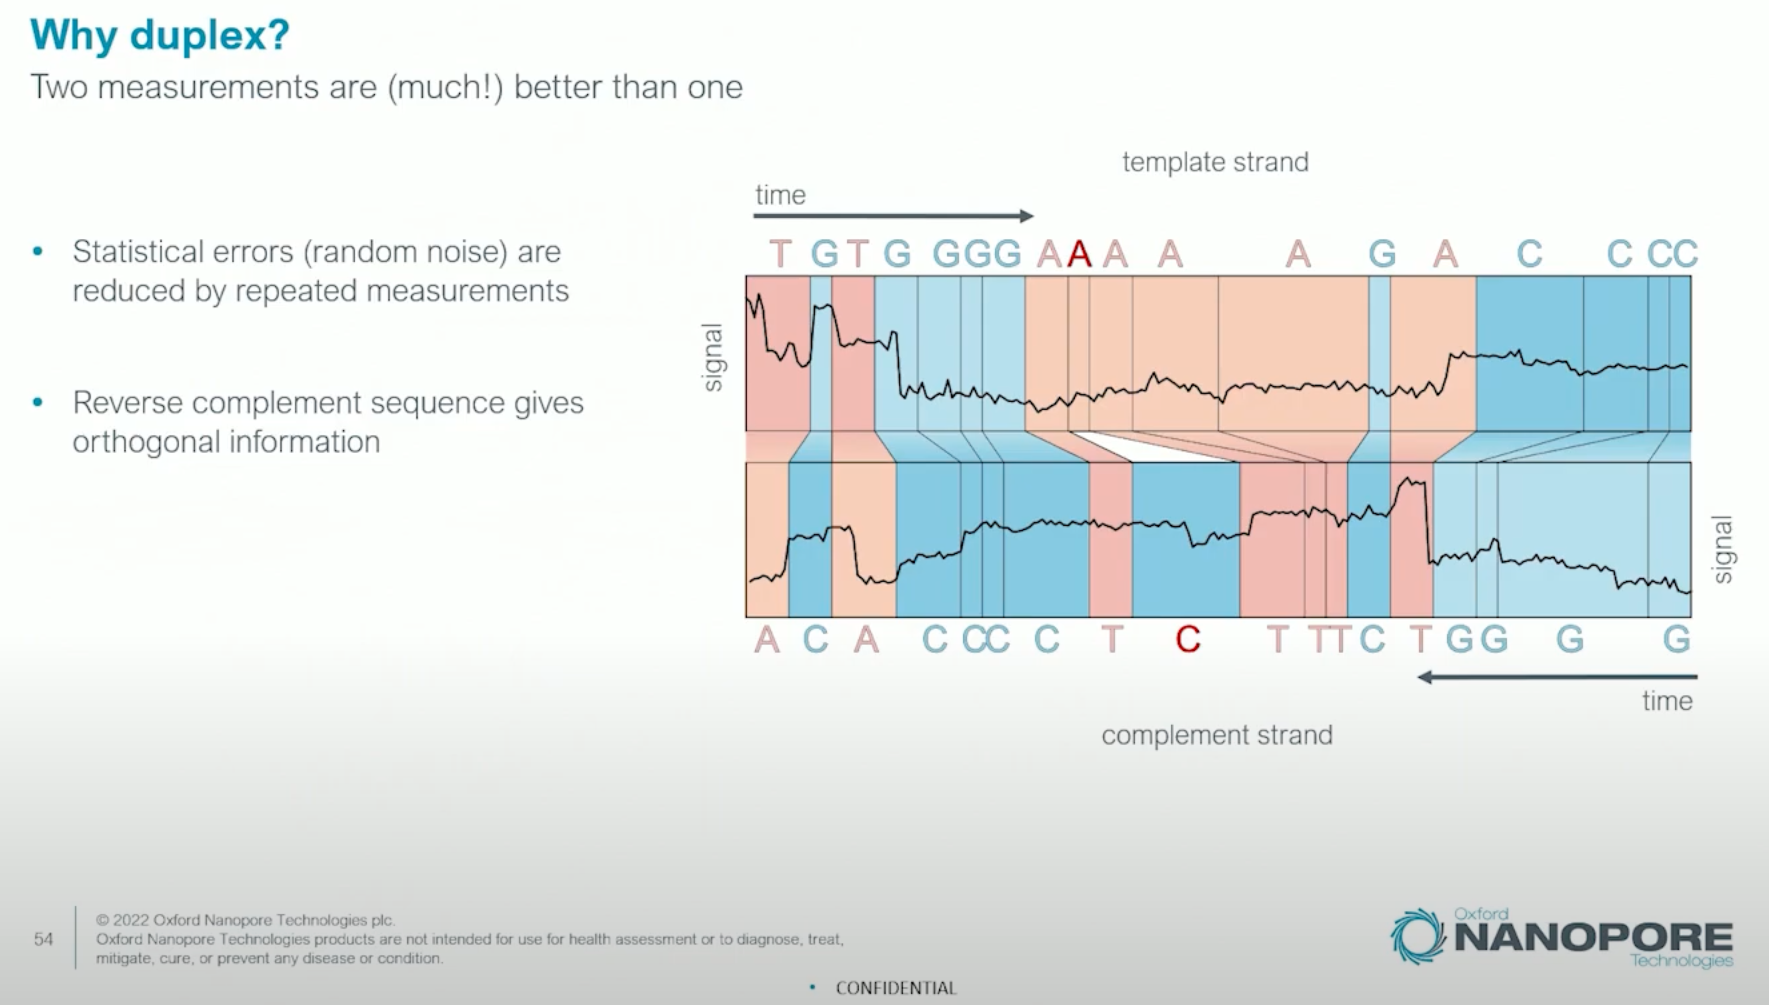 Why duplex?
Two measurements are (much!) better than one
• Statistical errors (random noise) are
reduced by repeated measurements
• Reverse complement sequence gives
orthogonal information
template strand
time
T G T G G G G A A A A A G A C C C C
signal
signal
A C A C C C C T C T T T C T G G G G
time
complement strand
54
© 2022 Oxford Nanopore Technologies plc.
Oxford Nanopore Technologies products are not intended for use for health assessment or to diagnose, treat,
mitigate, cure, or prevent any disease or condition.
• CONFIDENTIAL
Oxford
NANOPORE
Technologies